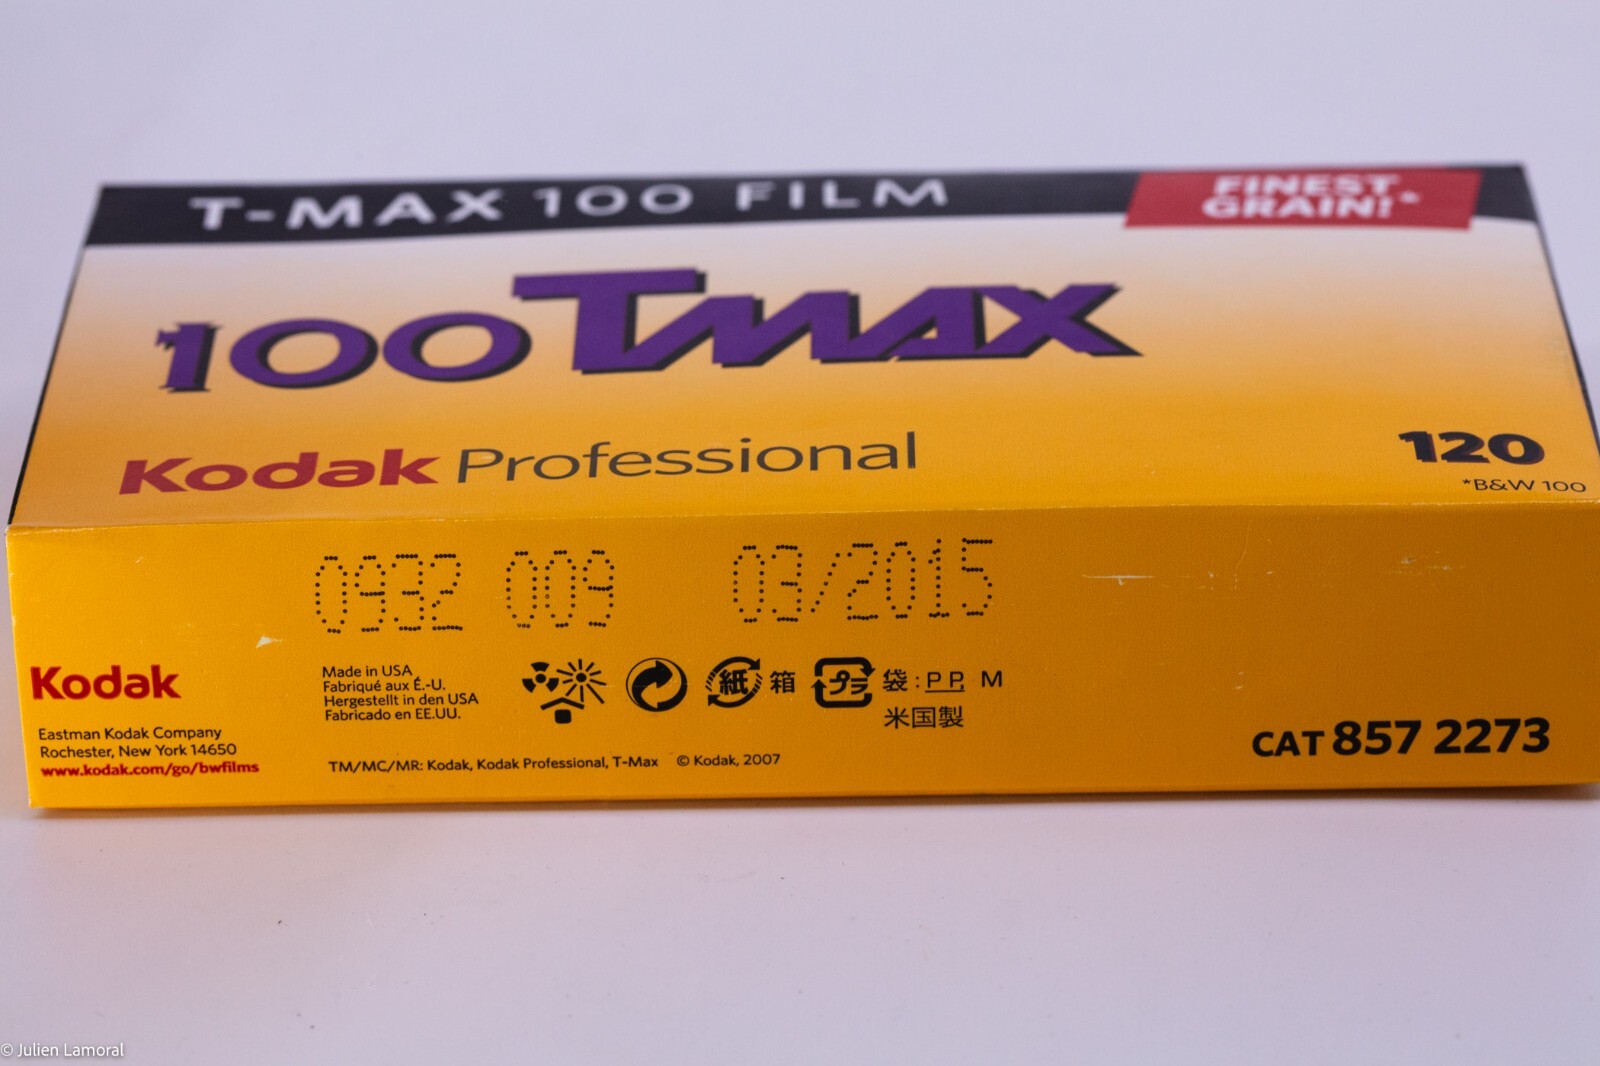 T-MAX 100 FILM
FINEST
GRAIN!*
100 TMAX
Kodak Professional
120
*B&W 100
0932 009 03/2015
Kodak
Eastman Kodak Company
Rochester, New York 14650
www.kodak.com/go/bwfilms
Made in USA
Fabriqué aux É.-U.
Hergestellt in den USA
Fabricado en EE.UU.
紙 箱
プラ 袋 : PP, M
米国製
TM/MC/MR: Kodak, Kodak Professional, T-Max © Kodak, 2007
CAT 857 2273
© Julien Lamoral